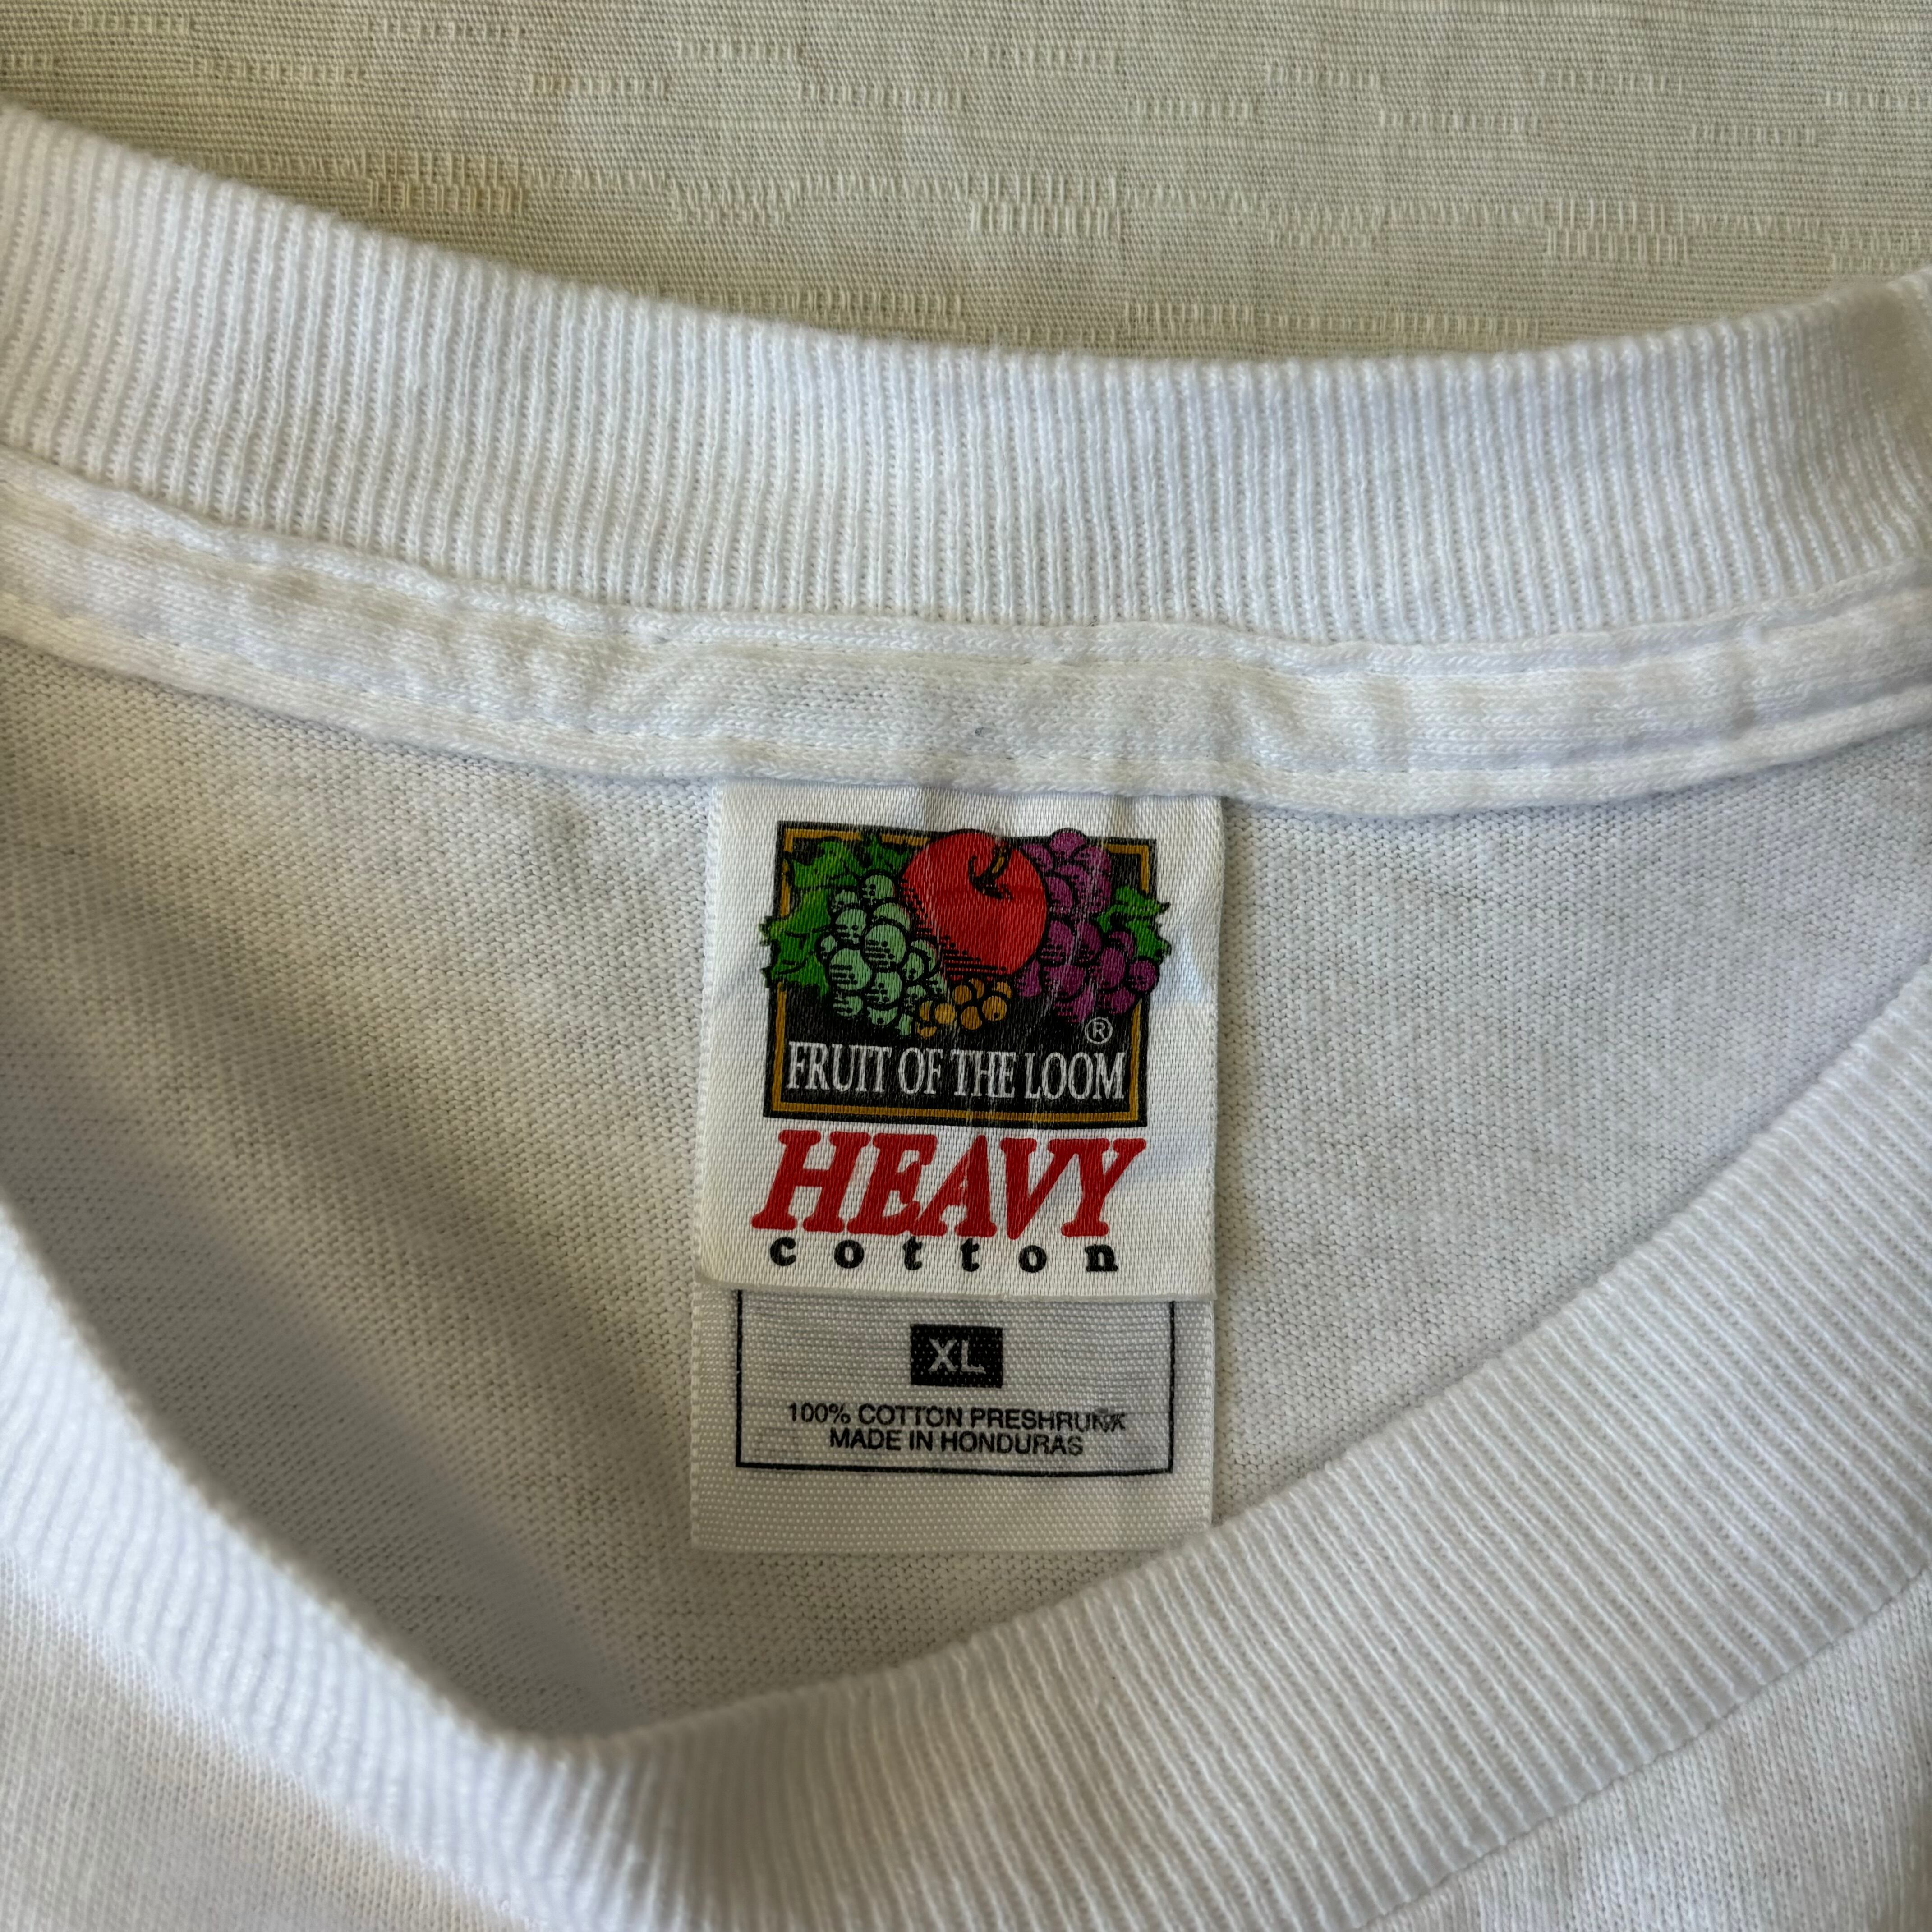 ®
FRUIT OF THE LOOM
HEAVY
cotton
XL
100% COTTON PRESHRUNK
MADE IN HONDURAS